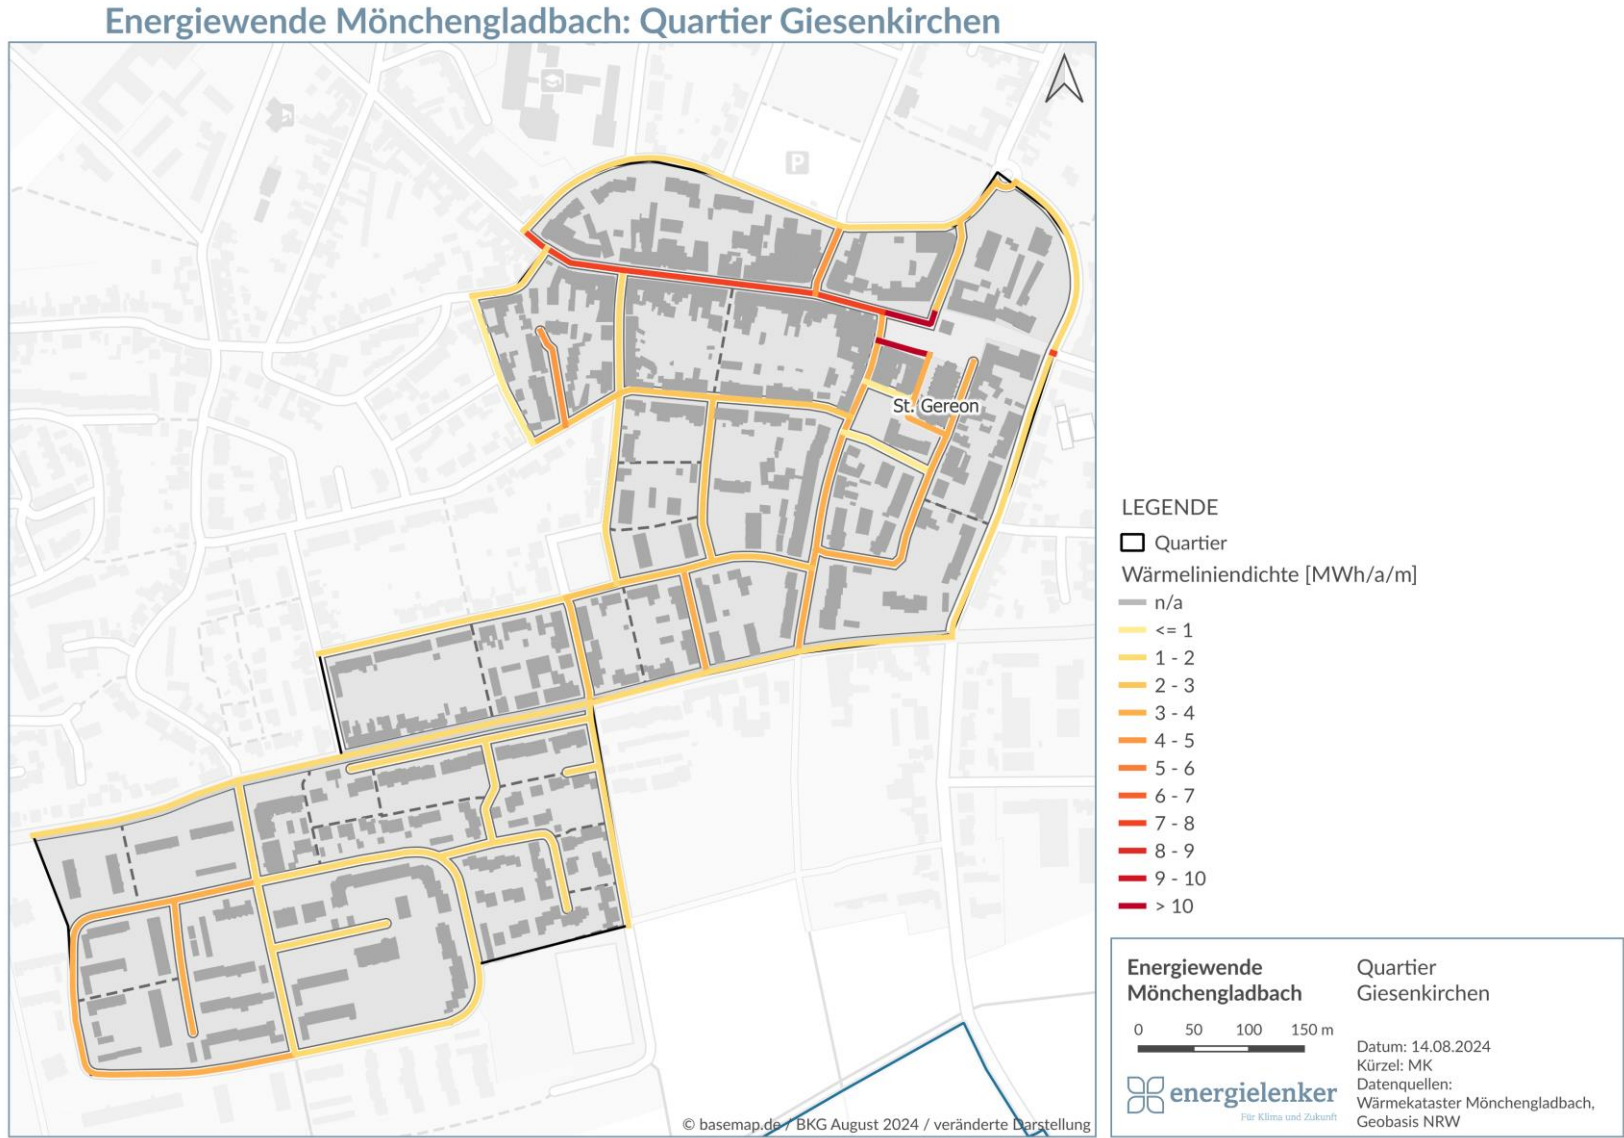 Energiewende Mönchengladbach: Quartier Giesenkirchen
P
St. Gereon
© basemap.de / BKG August 2024 / veränderte Darstellung
LEGENDE
Quartier
Wärmeliniendichte [MWh/a/m]
n/a
<= 1
1 - 2
2 - 3
3 - 4
4 - 5
5 - 6
6 - 7
7 - 8
8 - 9
9 - 10
> 10
Energiewende
Mönchengladbach
0 50 100 150 m
energielenker
Für Klima und Zukunft
Quartier
Giesenkirchen
Datum: 14.08.2024
Kürzel: MK
Datenquellen:
Wärmekataster Mönchengladbach,
Geobasis NRW